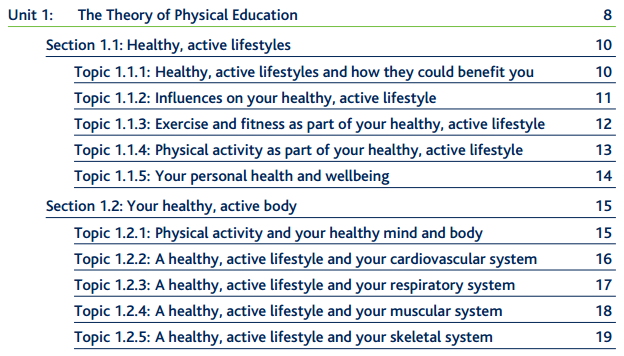 Unit 1: The Theory of Physical Education 8
Section 1.1: Healthy, active lifestyles 10
Topic 1.1.1: Healthy, active lifestyles and how they could benefit you 10
Topic 1.1.2: Influences on your healthy, active lifestyle 11
Topic 1.1.3: Exercise and fitness as part of your healthy, active lifestyle 12
Topic 1.1.4: Physical activity as part of your healthy, active lifestyle 13
Topic 1.1.5: Your personal health and wellbeing 14
Section 1.2: Your healthy, active body 15
Topic 1.2.1: Physical activity and your healthy mind and body 15
Topic 1.2.2: A healthy, active lifestyle and your cardiovascular system 16
Topic 1.2.3: A healthy, active lifestyle and your respiratory system 17
Topic 1.2.4: A healthy, active lifestyle and your muscular system 18
Topic 1.2.5: A healthy, active lifestyle and your skeletal system 19